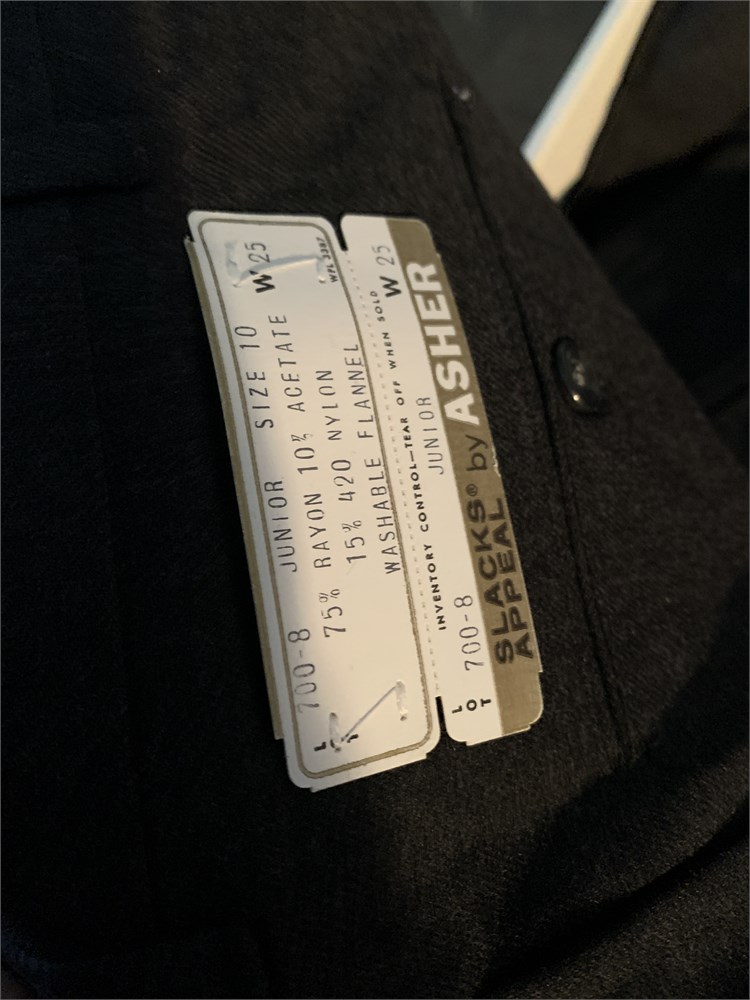 LOT 700-8 JUNIOR SIZE 10 W 25
75% RAYON 10% ACETATE
15% 420 NYLON
WASHABLE FLANNEL
WPL 3387
INVENTORY CONTROL—TEAR OFF WHEN SOLD
LOT 700-8 JUNIOR W 25
SLACKS® by ASHER
APPEAL